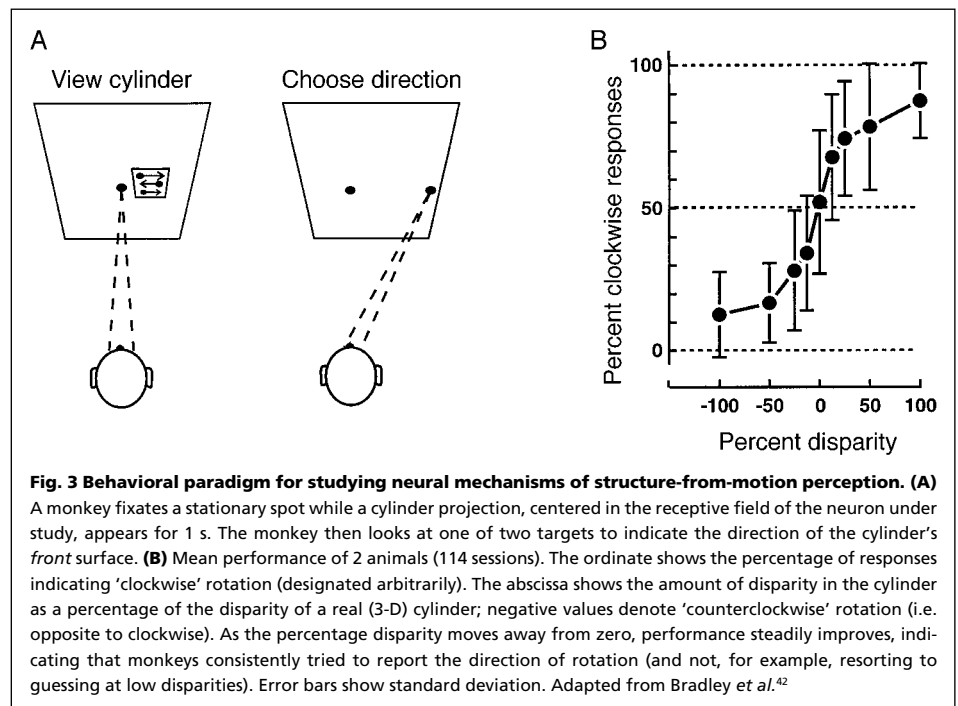 A
View cylinder
Choose direction
B
Percent clockwise responses
100
50
0
-100 -50 0 50 100
Percent disparity
Fig. 3 Behavioral paradigm for studying neural mechanisms of structure-from-motion perception. (A)
A monkey fixates a stationary spot while a cylinder projection, centered in the receptive field of the neuron under
study, appears for 1 s. The monkey then looks at one of two targets to indicate the direction of the cylinder's
front surface. (B) Mean performance of 2 animals (114 sessions). The ordinate shows the percentage of responses
indicating 'clockwise' rotation (designated arbitrarily). The abscissa shows the amount of disparity in the cylinder
as a percentage of the disparity of a real (3-D) cylinder; negative values denote 'counterclockwise' rotation (i.e.
opposite to clockwise). As the percentage disparity moves away from zero, performance steadily improves, indi-
cating that monkeys consistently tried to report the direction of rotation (and not, for example, resorting to
guessing at low disparities). Error bars show standard deviation. Adapted from Bradley et al.42